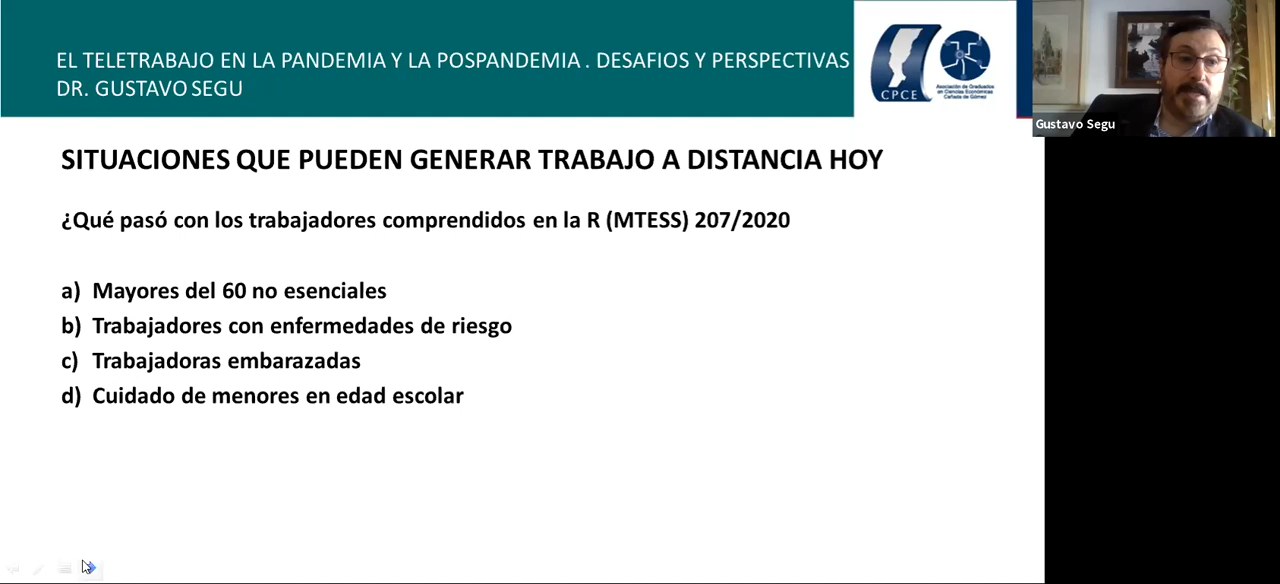 EL TELETRABAJO EN LA PANDEMIA Y LA POSPANDEMIA . DESAFIOS Y PERSPECTIVAS
DR. GUSTAVO SEGU
CPCE
Asociación de Graduados
en Ciencias Económicas
Cañada de Gómez
Gustavo Segu
SITUACIONES QUE PUEDEN GENERAR TRABAJO A DISTANCIA HOY
¿Qué pasó con los trabajadores comprendidos en la R (MTESS) 207/2020
a) Mayores del 60 no esenciales
b) Trabajadores con enfermedades de riesgo
c) Trabajadoras embarazadas
d) Cuidado de menores en edad escolar